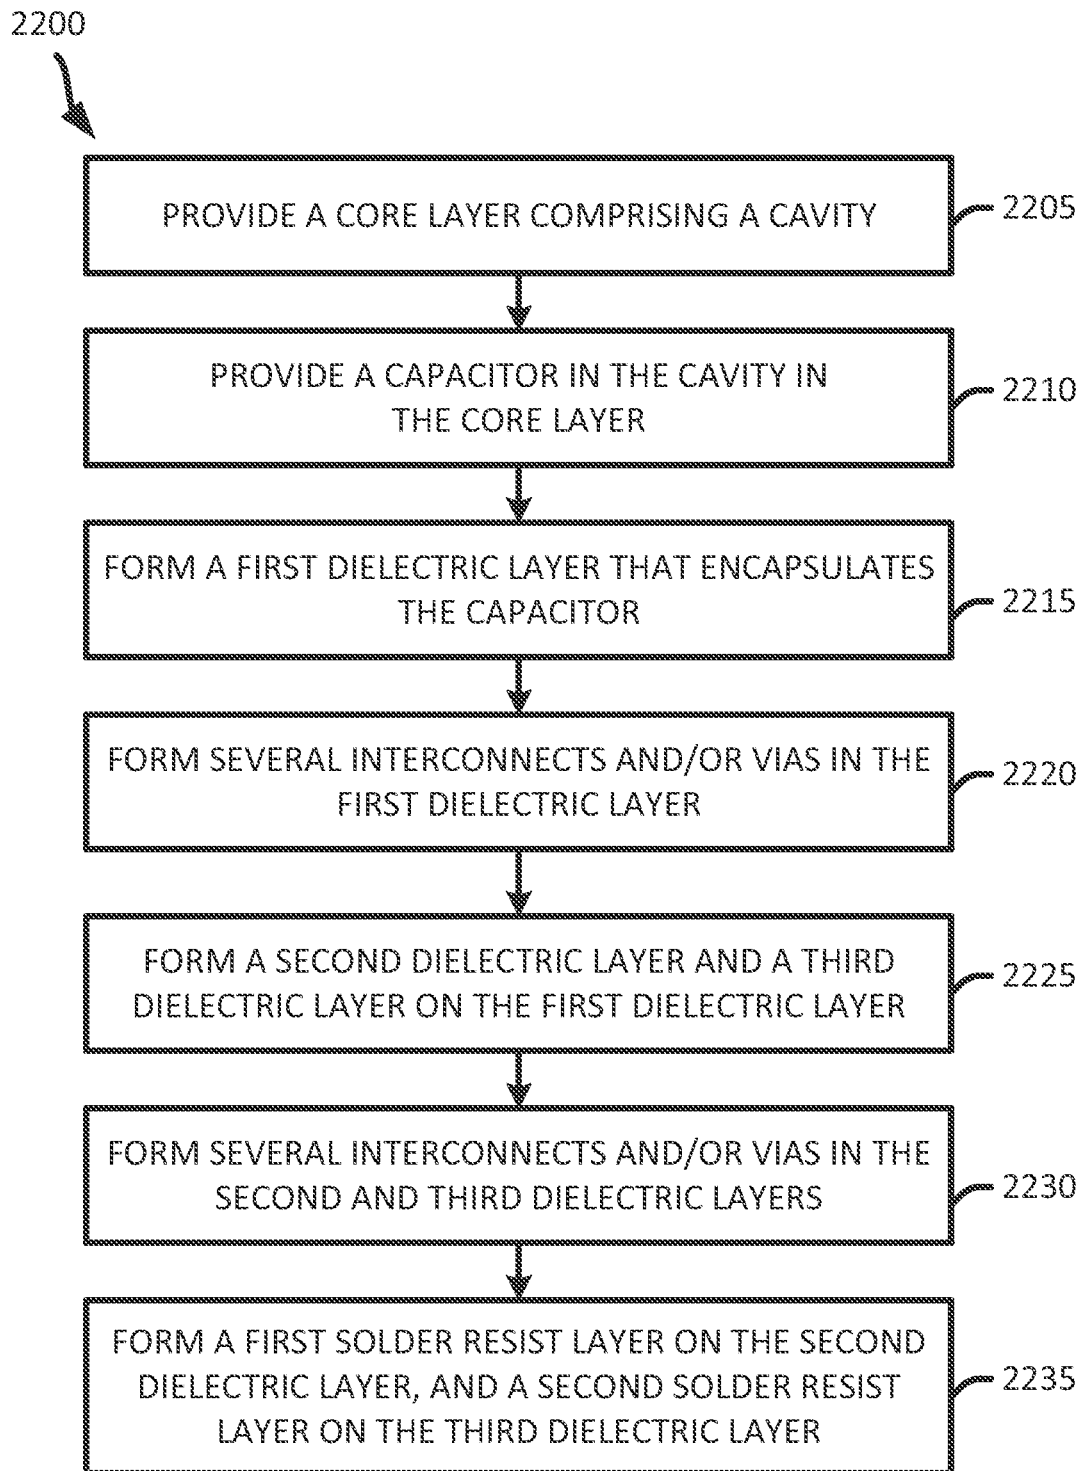 2200
PROVIDE A CORE LAYER COMPRISING A CAVITY
2205
PROVIDE A CAPACITOR IN THE CAVITY IN
THE CORE LAYER
2210
FORM A FIRST DIELECTRIC LAYER THAT ENCAPSULATES
THE CAPACITOR
2215
FORM SEVERAL INTERCONNECTS AND/OR VIAS IN THE
FIRST DIELECTRIC LAYER
2220
FORM A SECOND DIELECTRIC LAYER AND A THIRD
DIELECTRIC LAYER ON THE FIRST DIELECTRIC LAYER
2225
FORM SEVERAL INTERCONNECTS AND/OR VIAS IN THE
SECOND AND THIRD DIELECTRIC LAYERS
2230
FORM A FIRST SOLDER RESIST LAYER ON THE SECOND
DIELECTRIC LAYER, AND A SECOND SOLDER RESIST
LAYER ON THE THIRD DIELECTRIC LAYER
2235